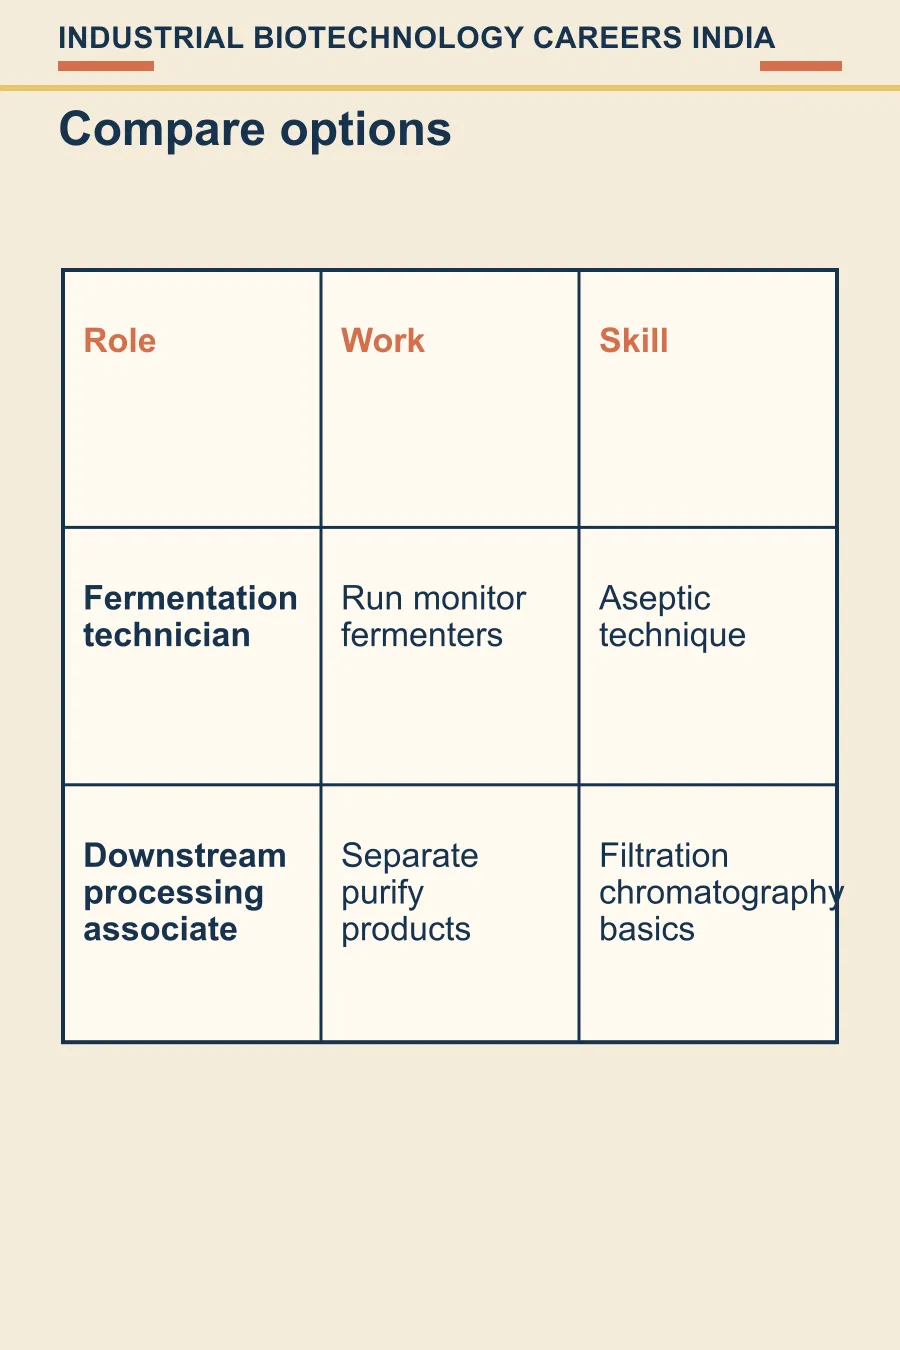 INDUSTRIAL BIOTECHNOLOGY CAREERS INDIA
Compare options
Role
Work
Skill
Fermentation
technician
Run monitor
fermenters
Aseptic
technique
Downstream
processing
associate
Separate
purify
products
Filtration
chromatography
basics